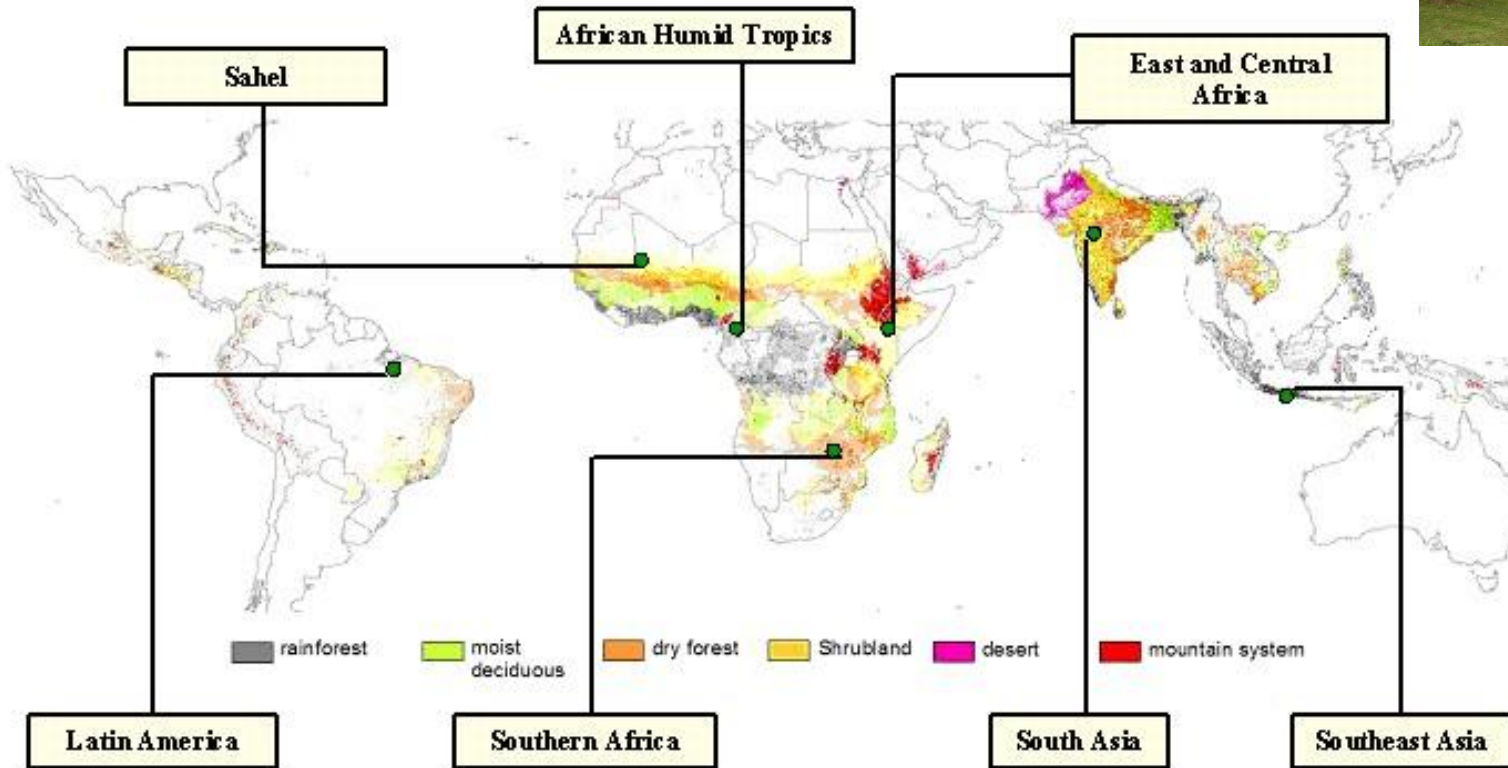 African Humid Tropics
Sahel
East and Central
Africa
rainforest
moist
deciduous
dry forest
Shrubland
desert
mountain system
Latin America
Southern Africa
South Asia
Southeast Asia